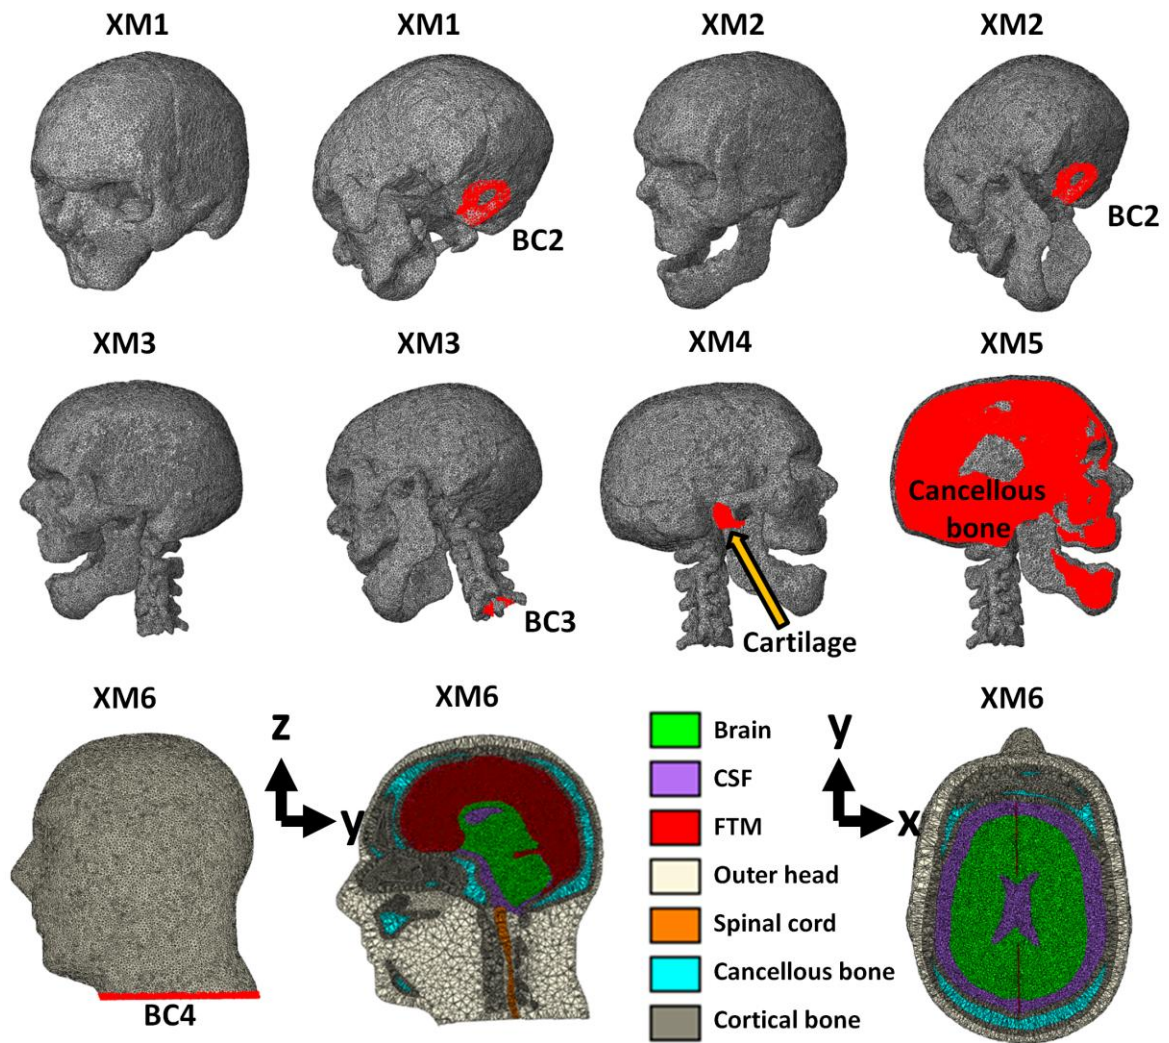 XM1
XM1
XM2
XM2
BC2
BC2
XM3
XM3
XM4
XM5
Cancellous
bone
BC3
Cartilage
XM6
XM6
XM6
z
y
BC4
Brain
CSF
FTM
Outer head
Spinal cord
Cancellous bone
Cortical bone
y
x